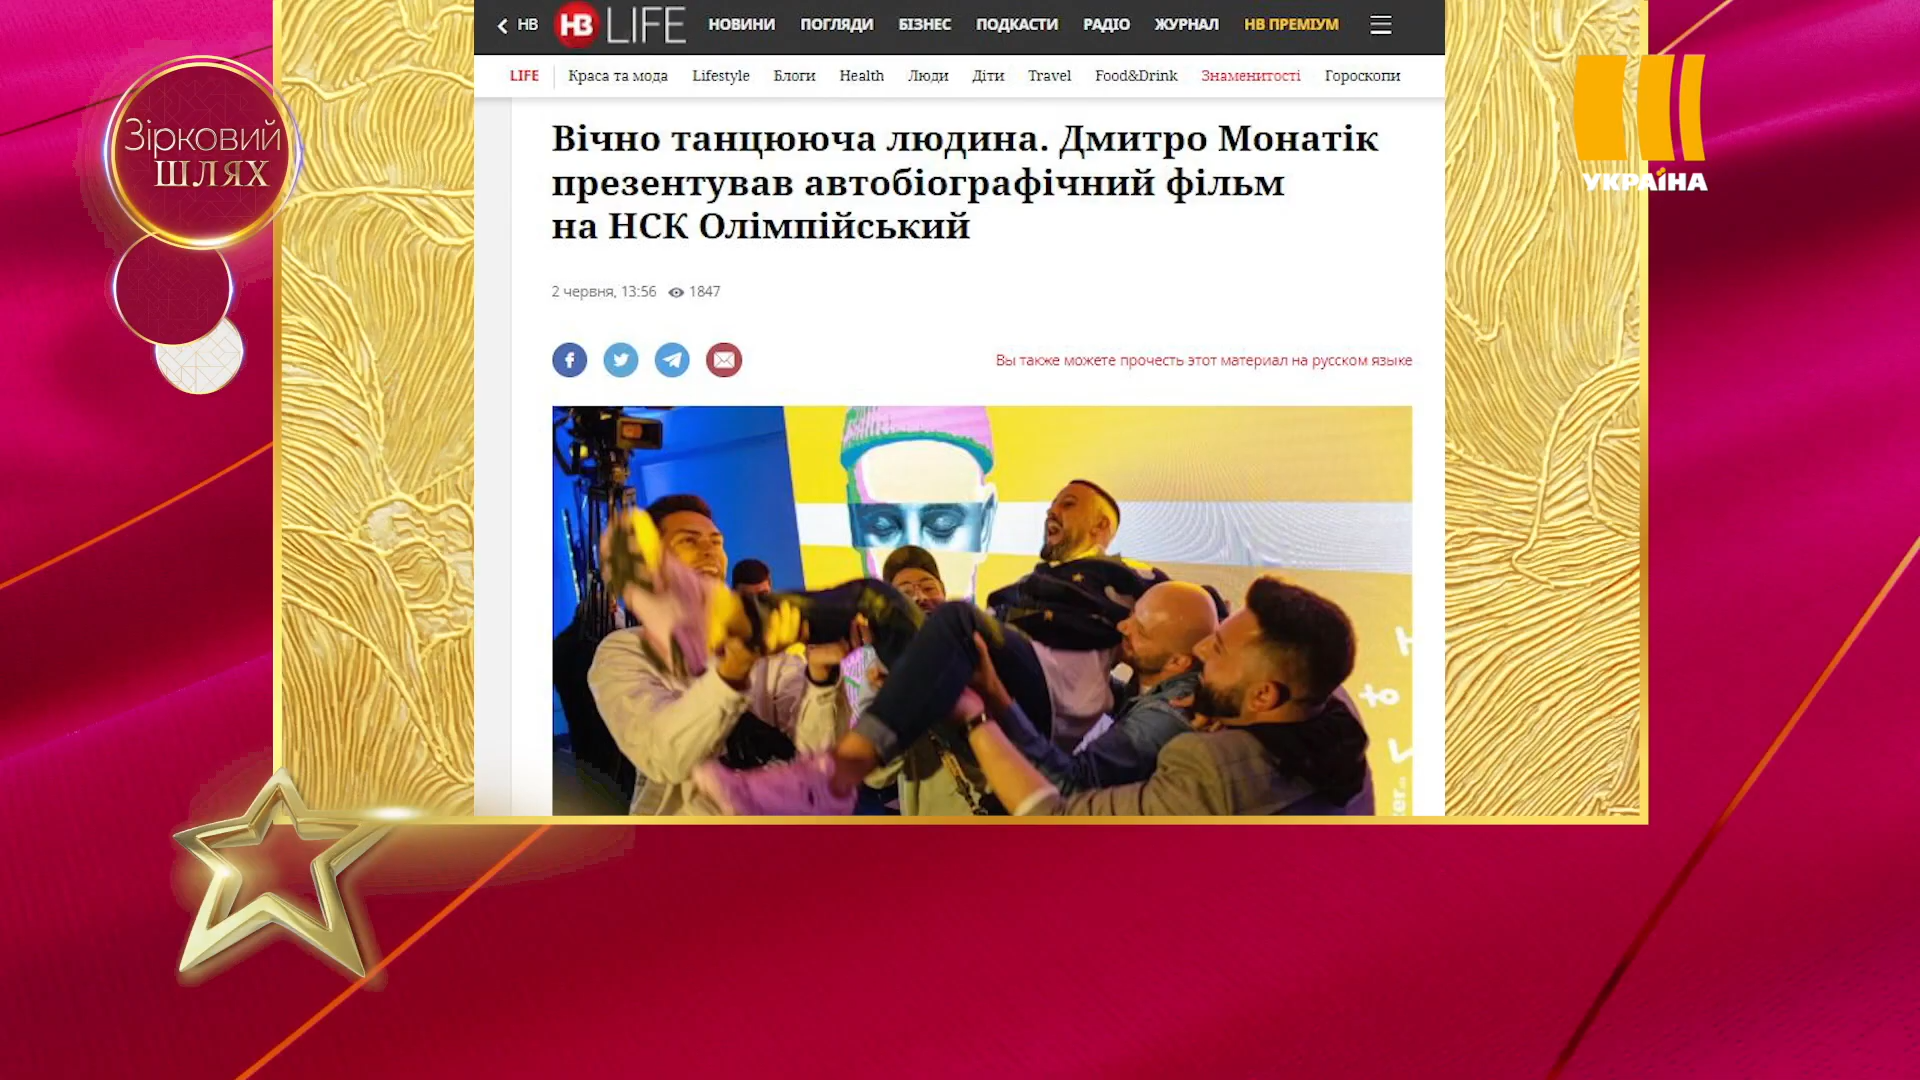 Зірковий
ШЛЯХ
НВ
НВ LIFE
НОВИНИ ПОГЛЯДИ БІЗНЕС ПОДКАСТИ РАДІО ЖУРНАЛ НВ ПРЕМІУМ
LIFE Краса та мода Lifestyle Блоги Health Люди Діти Travel Food&Drink Знаменитості Гороскопи
УКРАЇНА
Вічно танцююча людина. Дмитро Монатік
презентував автобіографічний фільм
на НСК Олімпійський
2 червня, 13:56 1847
Вы также можете прочесть этот материал на русском языке